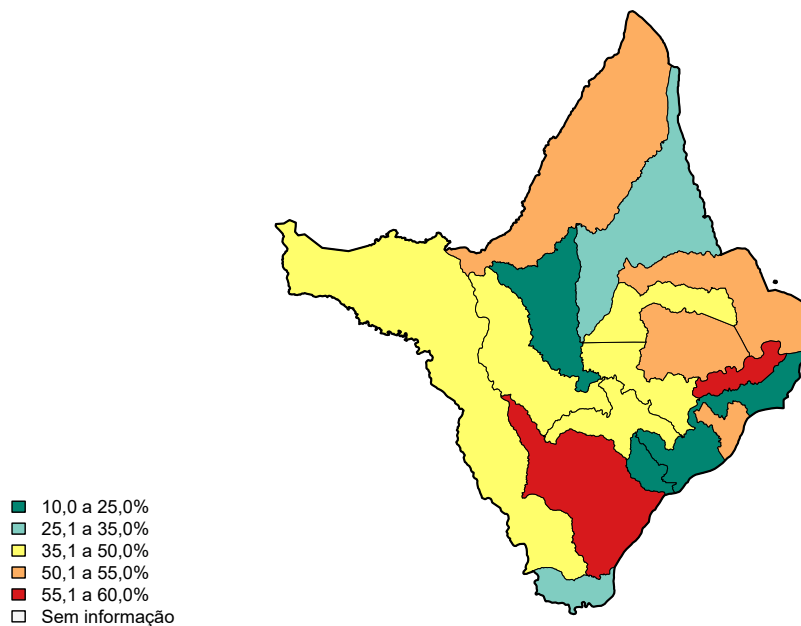 10,0 a 25,0%
25,1 a 35,0%
35,1 a 50,0%
50,1 a 55,0%
55,1 a 60,0%
Sem informação